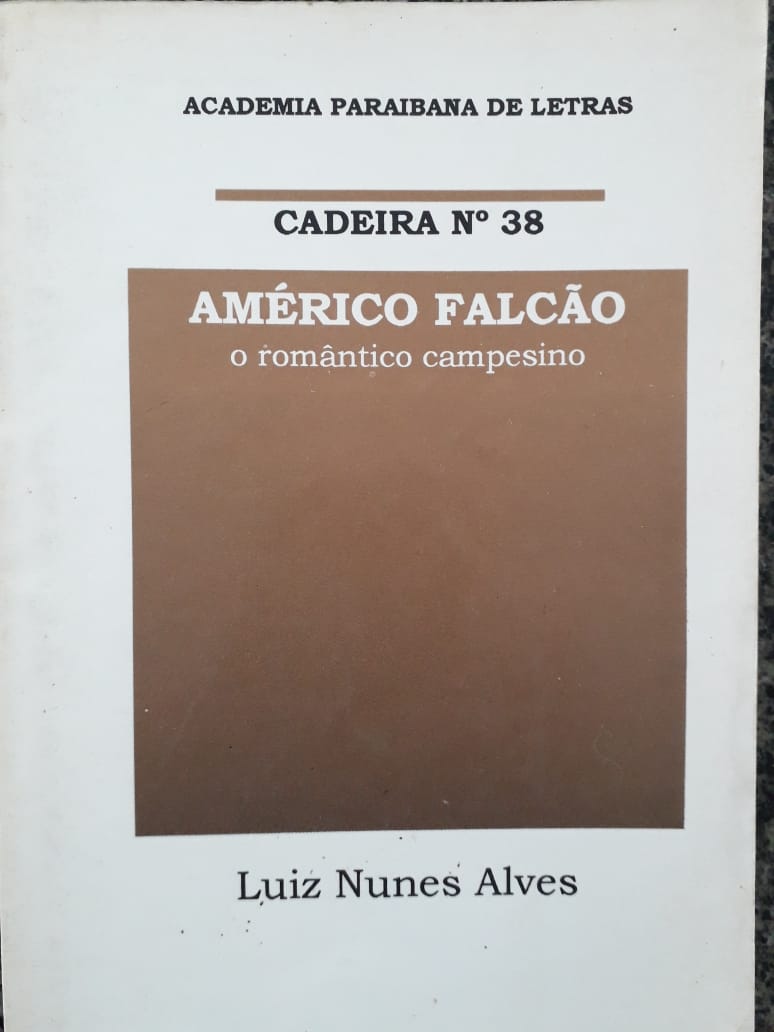 ACADEMIA PARAIBANA DE LETRAS
CADEIRA Nº 38
AMÉRICO FALCÃO
o romântico campesino
Luiz Nunes Alves